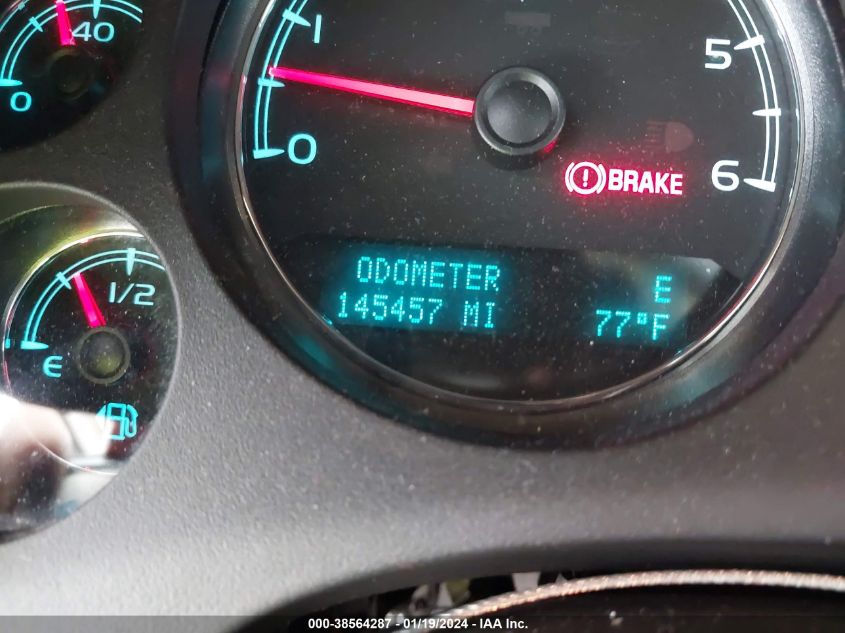 40
0
1
0
5
6
BRAKE
ODOMETER
145457 MI
E
77°F
1/2
E
000-38564287 - 01/19/2024 - IAA Inc.